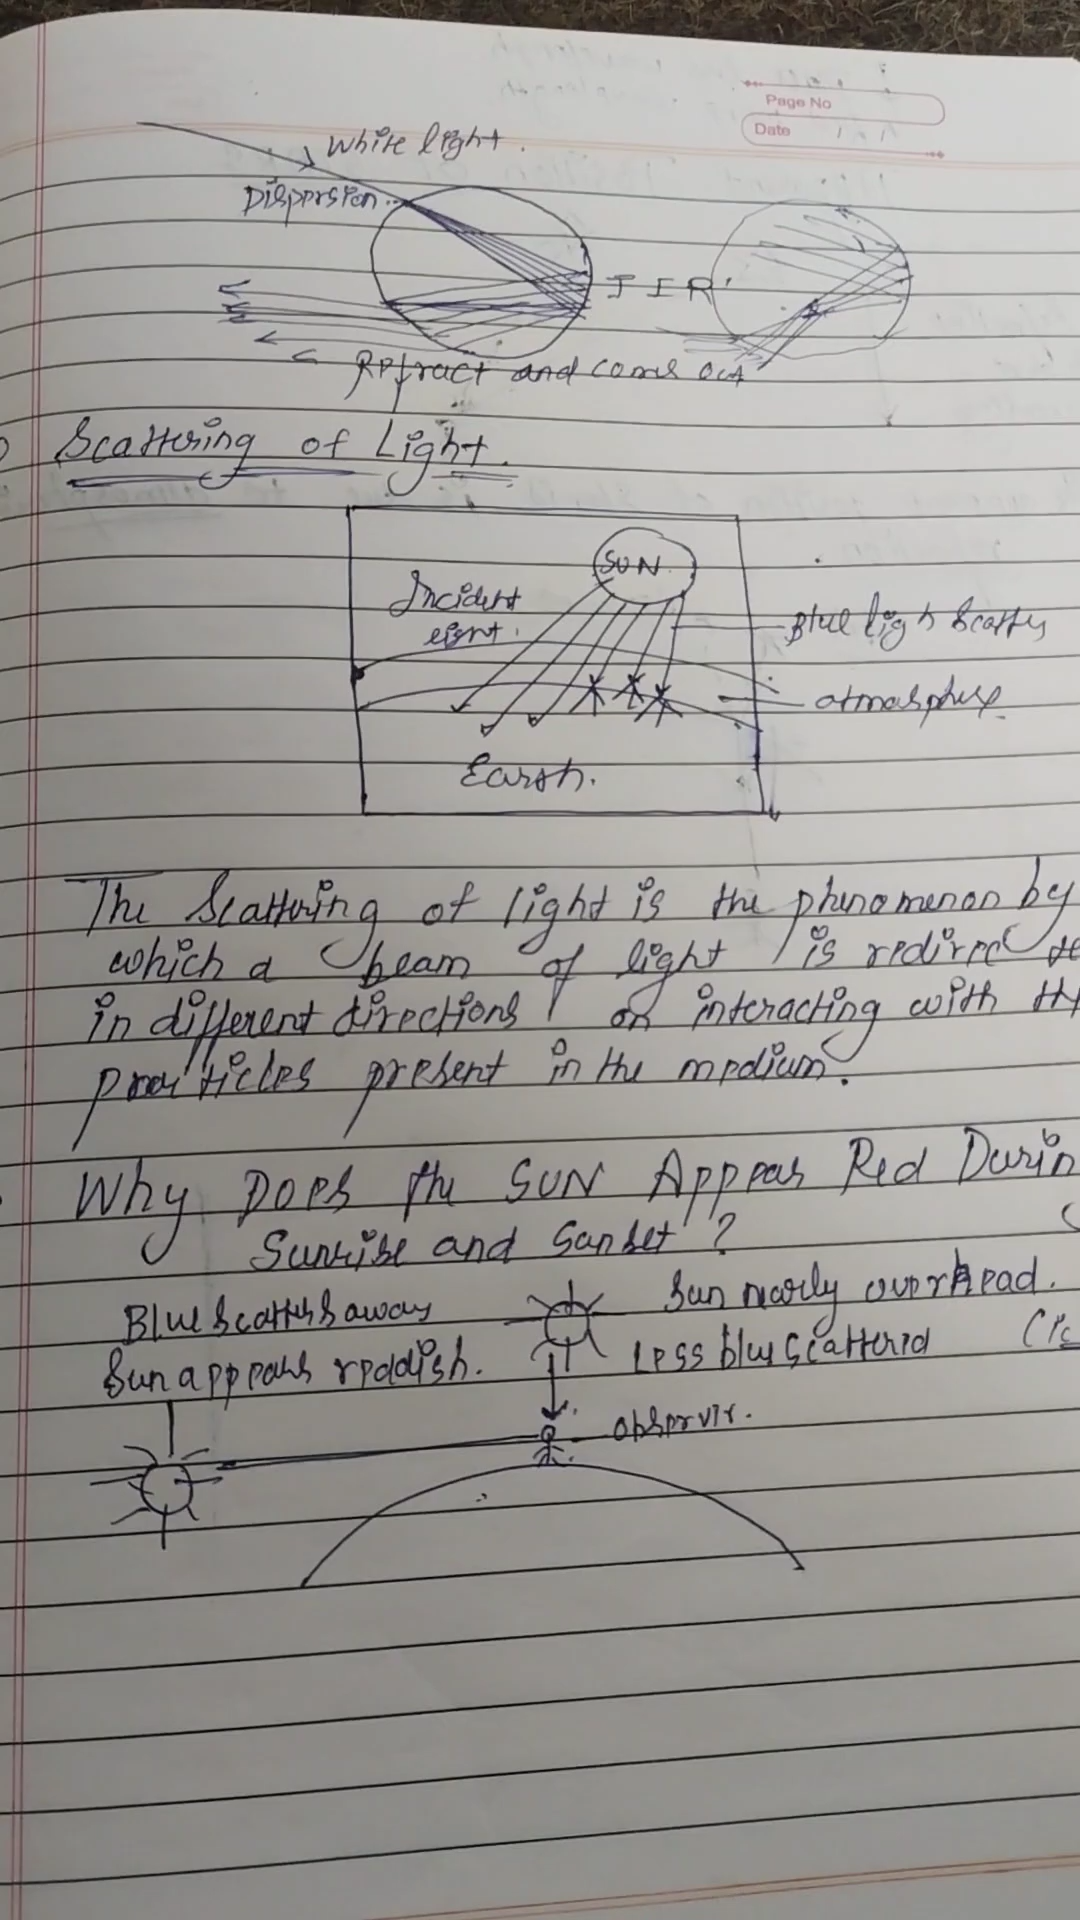 Page No
Date
White light.
Dispersion.
T I R
Refract and comes out
Scattering of Light.
SUN
Incident
light.
Blue light Scatters
atmosphere
Earth.
The Scattering of light is the phenomenon by
which a beam of light is redirected
in different directions on interacting with the
particles present in the medium.
Why Does the SUN Appear Red Durin
Sunrise and Sunset?
Blue Scatters away
Sun nearly overhead.
Sun appears reddish.
Less blue Scattered
observer.